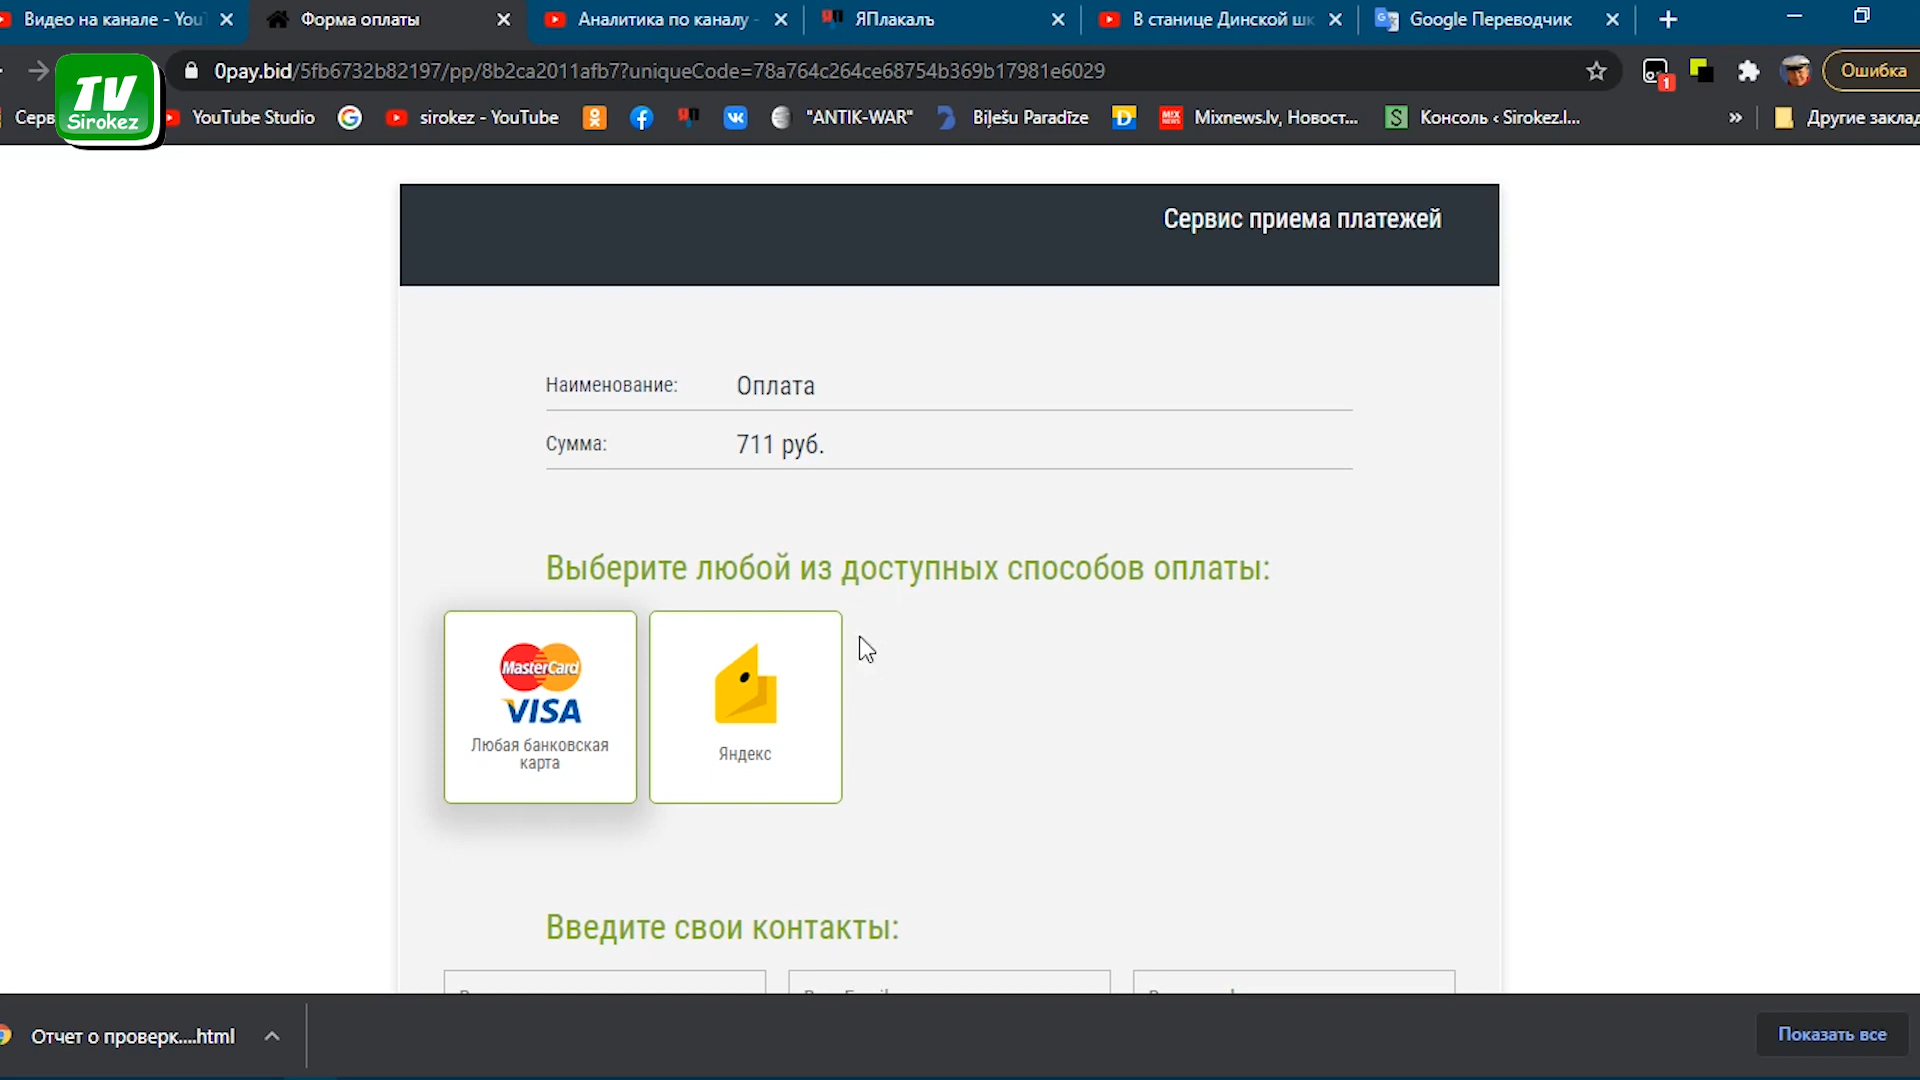 Видео на канале - You
Форма оплаты
Аналитика по каналу -
ЯПлакалъ
В станице Динской шк
Google Переводчик
0pay.bid/5fb6732b82197/pp/8b2ca2011afb7?uniqueCode=78a764c264ce68754b369b17981e6029
1
Ошибка
TV
Sirokez
Серв
YouTube Studio
sirokez - YouTube
"ANTIK-WAR"
Biļešu Paradīze
Mixnews.lv, Новост...
Консоль ‹ Sirokez.l...
»
Другие заклад
Сервис приема платежей
Наименование: Оплата
Сумма: 711 руб.
Выберите любой из доступных способов оплаты:
MasterCard
VISA
Любая банковская
карта
Яндекс
Введите свои контакты:
Отчет о проверк....html
Показать все